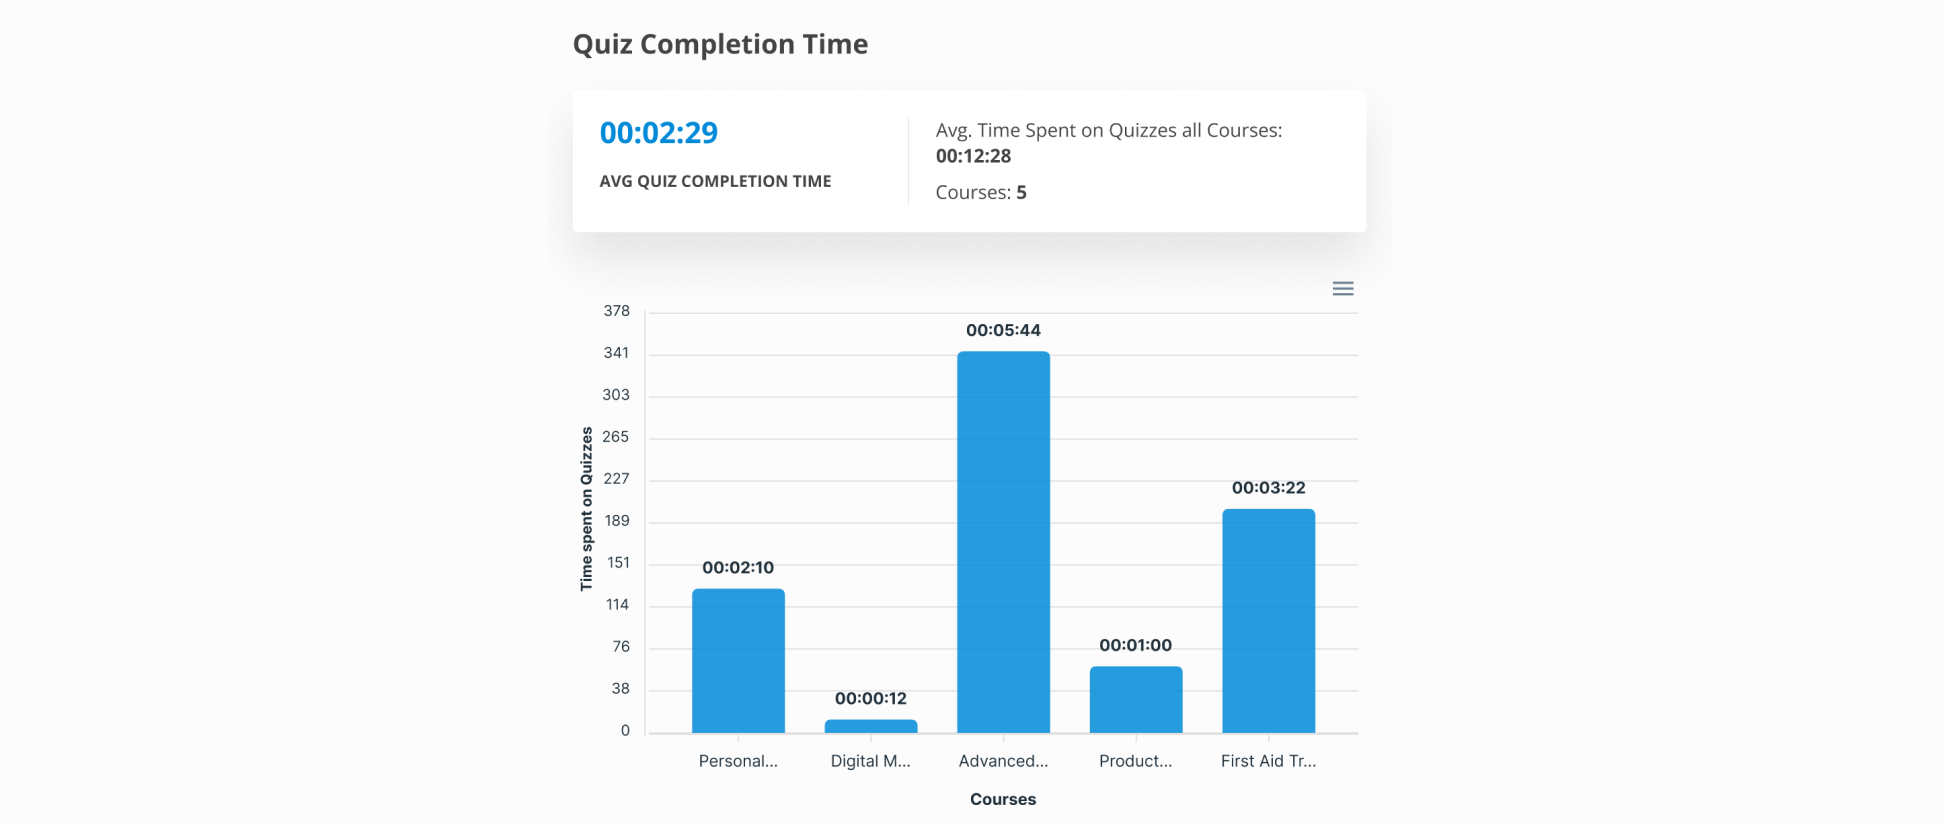 Quiz Completion Time
00:02:29
AVG QUIZ COMPLETION TIME
Avg. Time Spent on Quizzes all Courses:
00:12:28
Courses: 5
Time spent on Quizzes
378
341
303
265
227
189
151
114
76
38
0
00:02:10
00:00:12
00:05:44
00:01:00
00:03:22
Personal...
Digital M...
Advanced...
Product...
First Aid Tr...
Courses